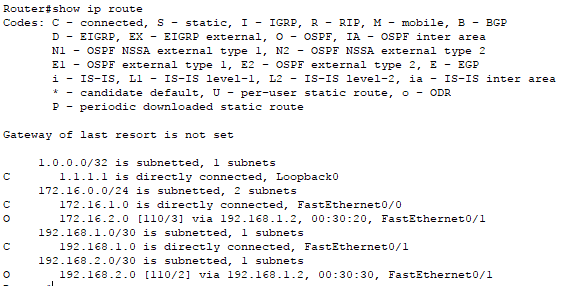 Router#show ip route
Codes: C - connected, S - static, I - IGRP, R - RIP, M - mobile, B - BGP
       D - EIGRP, EX - EIGRP external, O - OSPF, IA - OSPF inter area
       N1 - OSPF NSSA external type 1, N2 - OSPF NSSA external type 2
       E1 - OSPF external type 1, E2 - OSPF external type 2, E - EGP
       i - IS-IS, L1 - IS-IS level-1, L2 - IS-IS level-2, ia - IS-IS inter area
       * - candidate default, U - per-user static route, o - ODR
       P - periodic downloaded static route
Gateway of last resort is not set
     1.0.0.0/32 is subnetted, 1 subnets
C       1.1.1.1 is directly connected, Loopback0
     172.16.0.0/24 is subnetted, 2 subnets
C       172.16.1.0 is directly connected, FastEthernet0/0
O       172.16.2.0 [110/3] via 192.168.1.2, 00:30:20, FastEthernet0/1
     192.168.1.0/30 is subnetted, 1 subnets
C       192.168.1.0 is directly connected, FastEthernet0/1
     192.168.2.0/30 is subnetted, 1 subnets
O       192.168.2.0 [110/2] via 192.168.1.2, 00:30:30, FastEthernet0/1